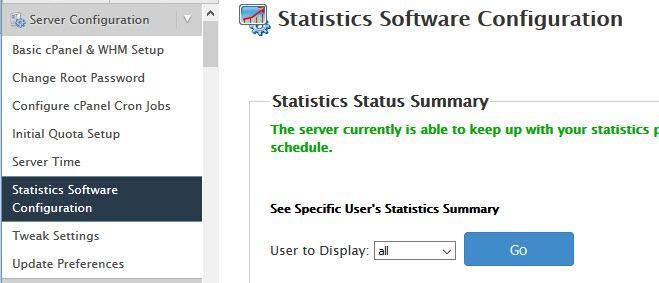 Server Configuration
Basic cPanel & WHM Setup
Change Root Password
Configure cPanel Cron Jobs
Initial Quota Setup
Server Time
Statistics Software
Configuration
Tweak Settings
Update Preferences
Statistics Software Configuration
Statistics Status Summary
The server currently is able to keep up with your statistics
schedule.
See Specific User's Statistics Summary
User to Display: all
Go